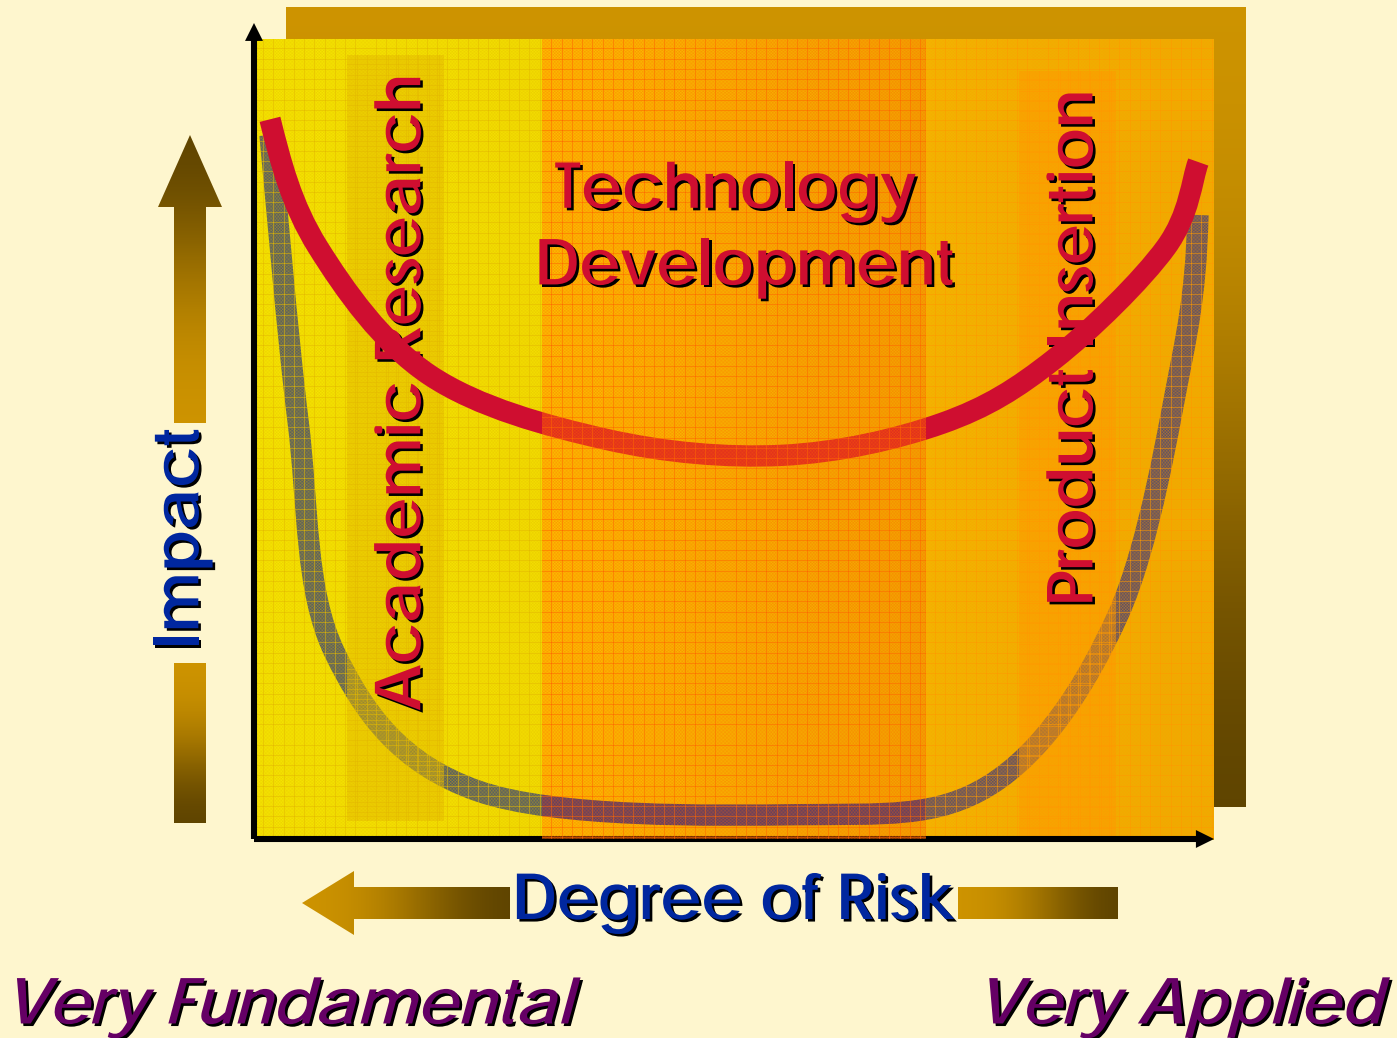 Academic Research
Technology
Development
Product Insertion
Impact
Degree of Risk
Very Fundamental
Very Applied